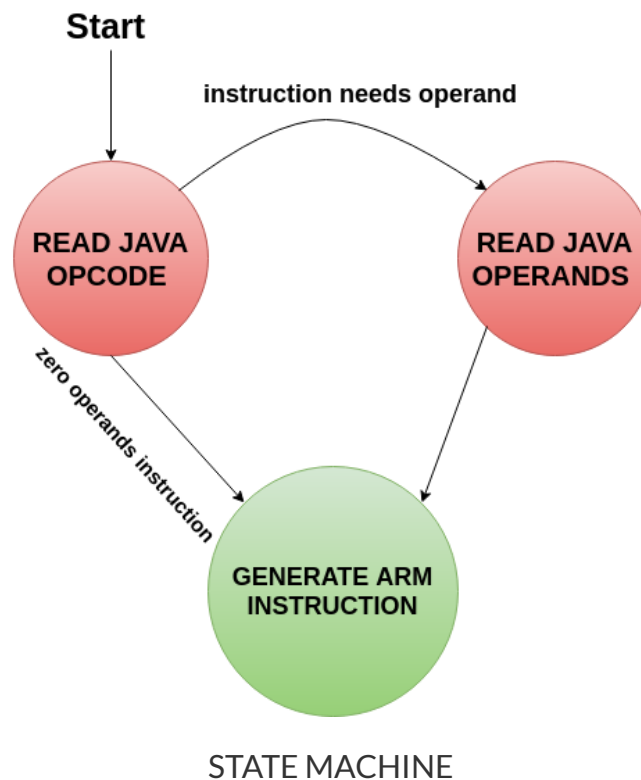 Start
instruction needs operand
READ JAVA
OPCODE
READ JAVA
OPERANDS
zero operands instruction
GENERATE ARM
INSTRUCTION
STATE MACHINE